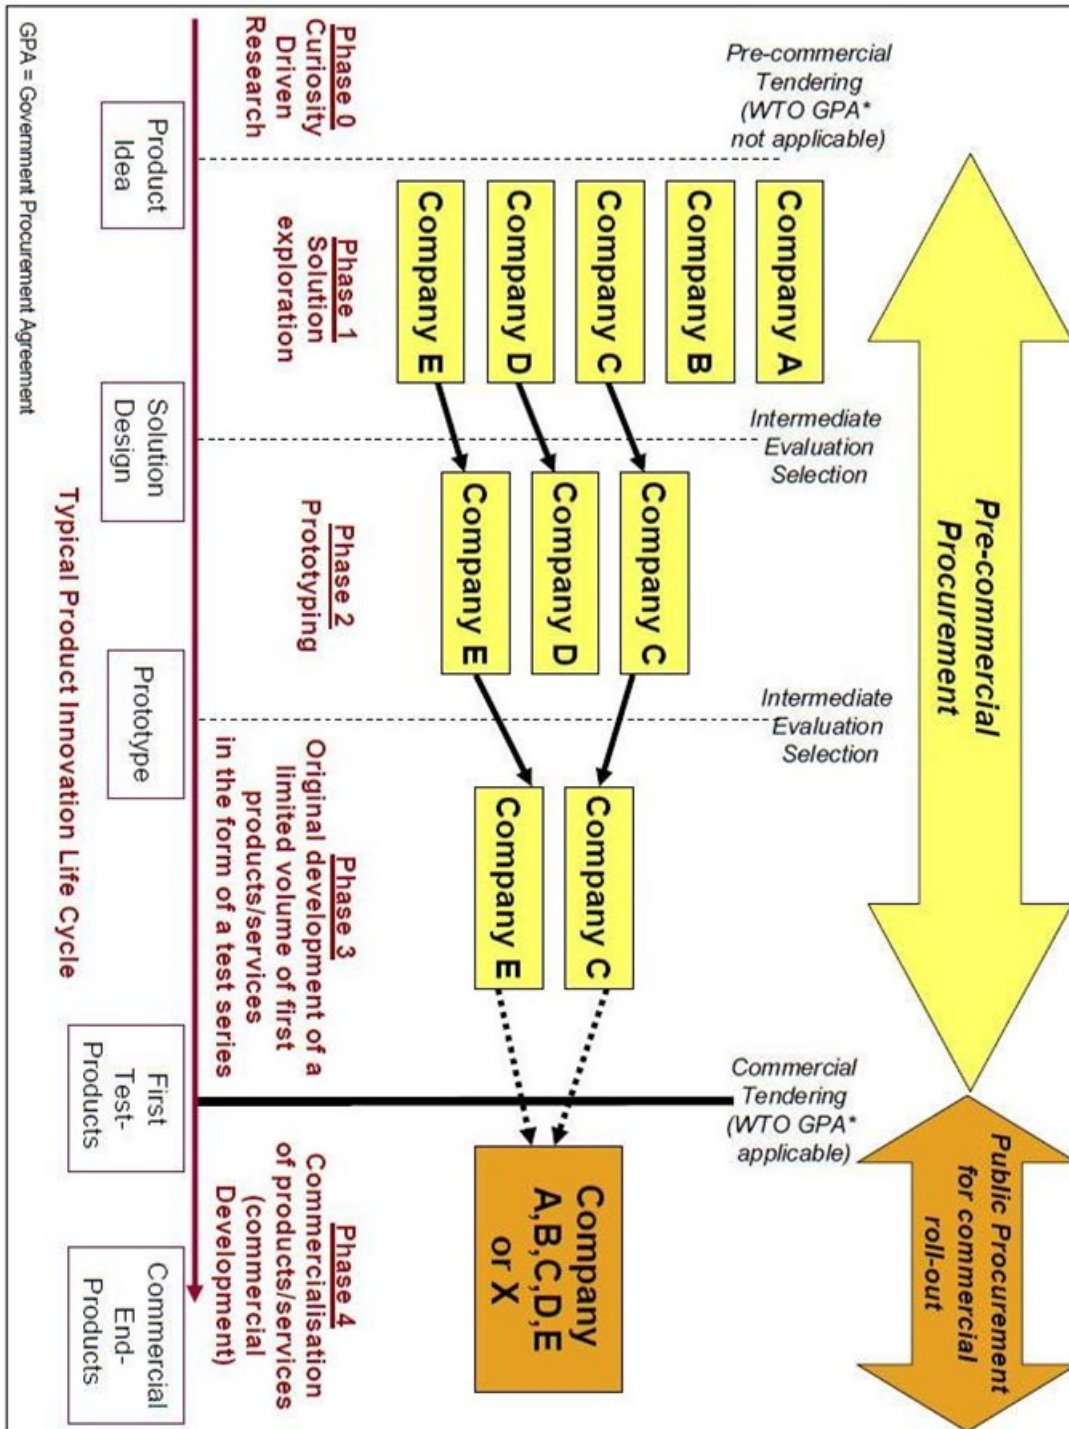 Pre-commercial
Procurement
Public Procurement
for commercial
roll-out
Pre-commercial
Tendering
(WTO GPA*
not applicable)
Intermediate
Evaluation
Selection
Intermediate
Evaluation
Selection
Commercial
Tendering
(WTO GPA*
applicable)
Company A
Company B
Company C
Company D
Company E
Company C
Company D
Company E
Company C
Company E
Company
A,B,C,D,E
or X
Phase 0
Curiosity
Driven
Research
Phase 1
Solution
exploration
Phase 2
Prototyping
Phase 3
Original development of a
limited volume of first
products/services
in the form of a test series
Phase 4
Commercialisation
of products/services
(commercial
Development)
Product
Idea
Solution
Design
Prototype
First
Test-
Products
Commercial
End-
Products
Typical Product Innovation Life Cycle
GPA = Government Procurement Agreement